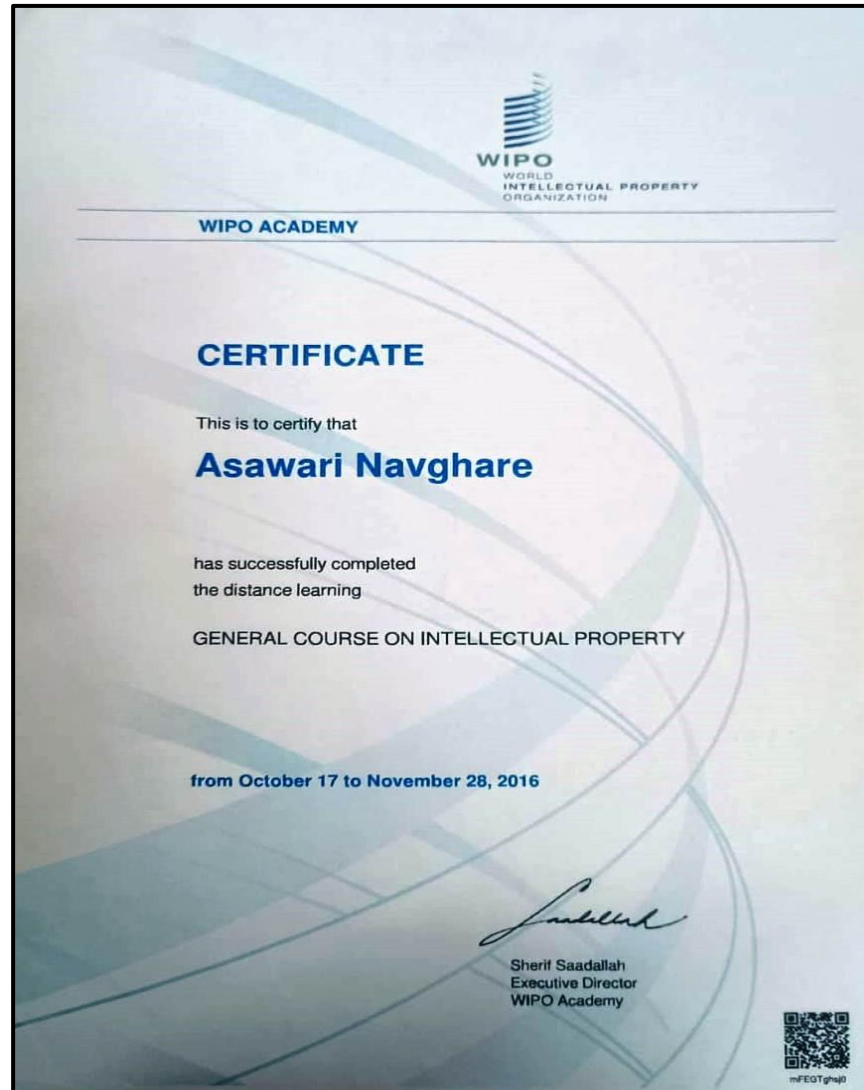 WIPO
WORLD
INTELLECTUAL PROPERTY
ORGANIZATION
WIPO ACADEMY
CERTIFICATE
This is to certify that
Asawari Navghare
has successfully completed
the distance learning
GENERAL COURSE ON INTELLECTUAL PROPERTY
from October 17 to November 28, 2016
Saadallah
Sherif Saadallah
Executive Director
WIPO Academy
mFEGTghsj0